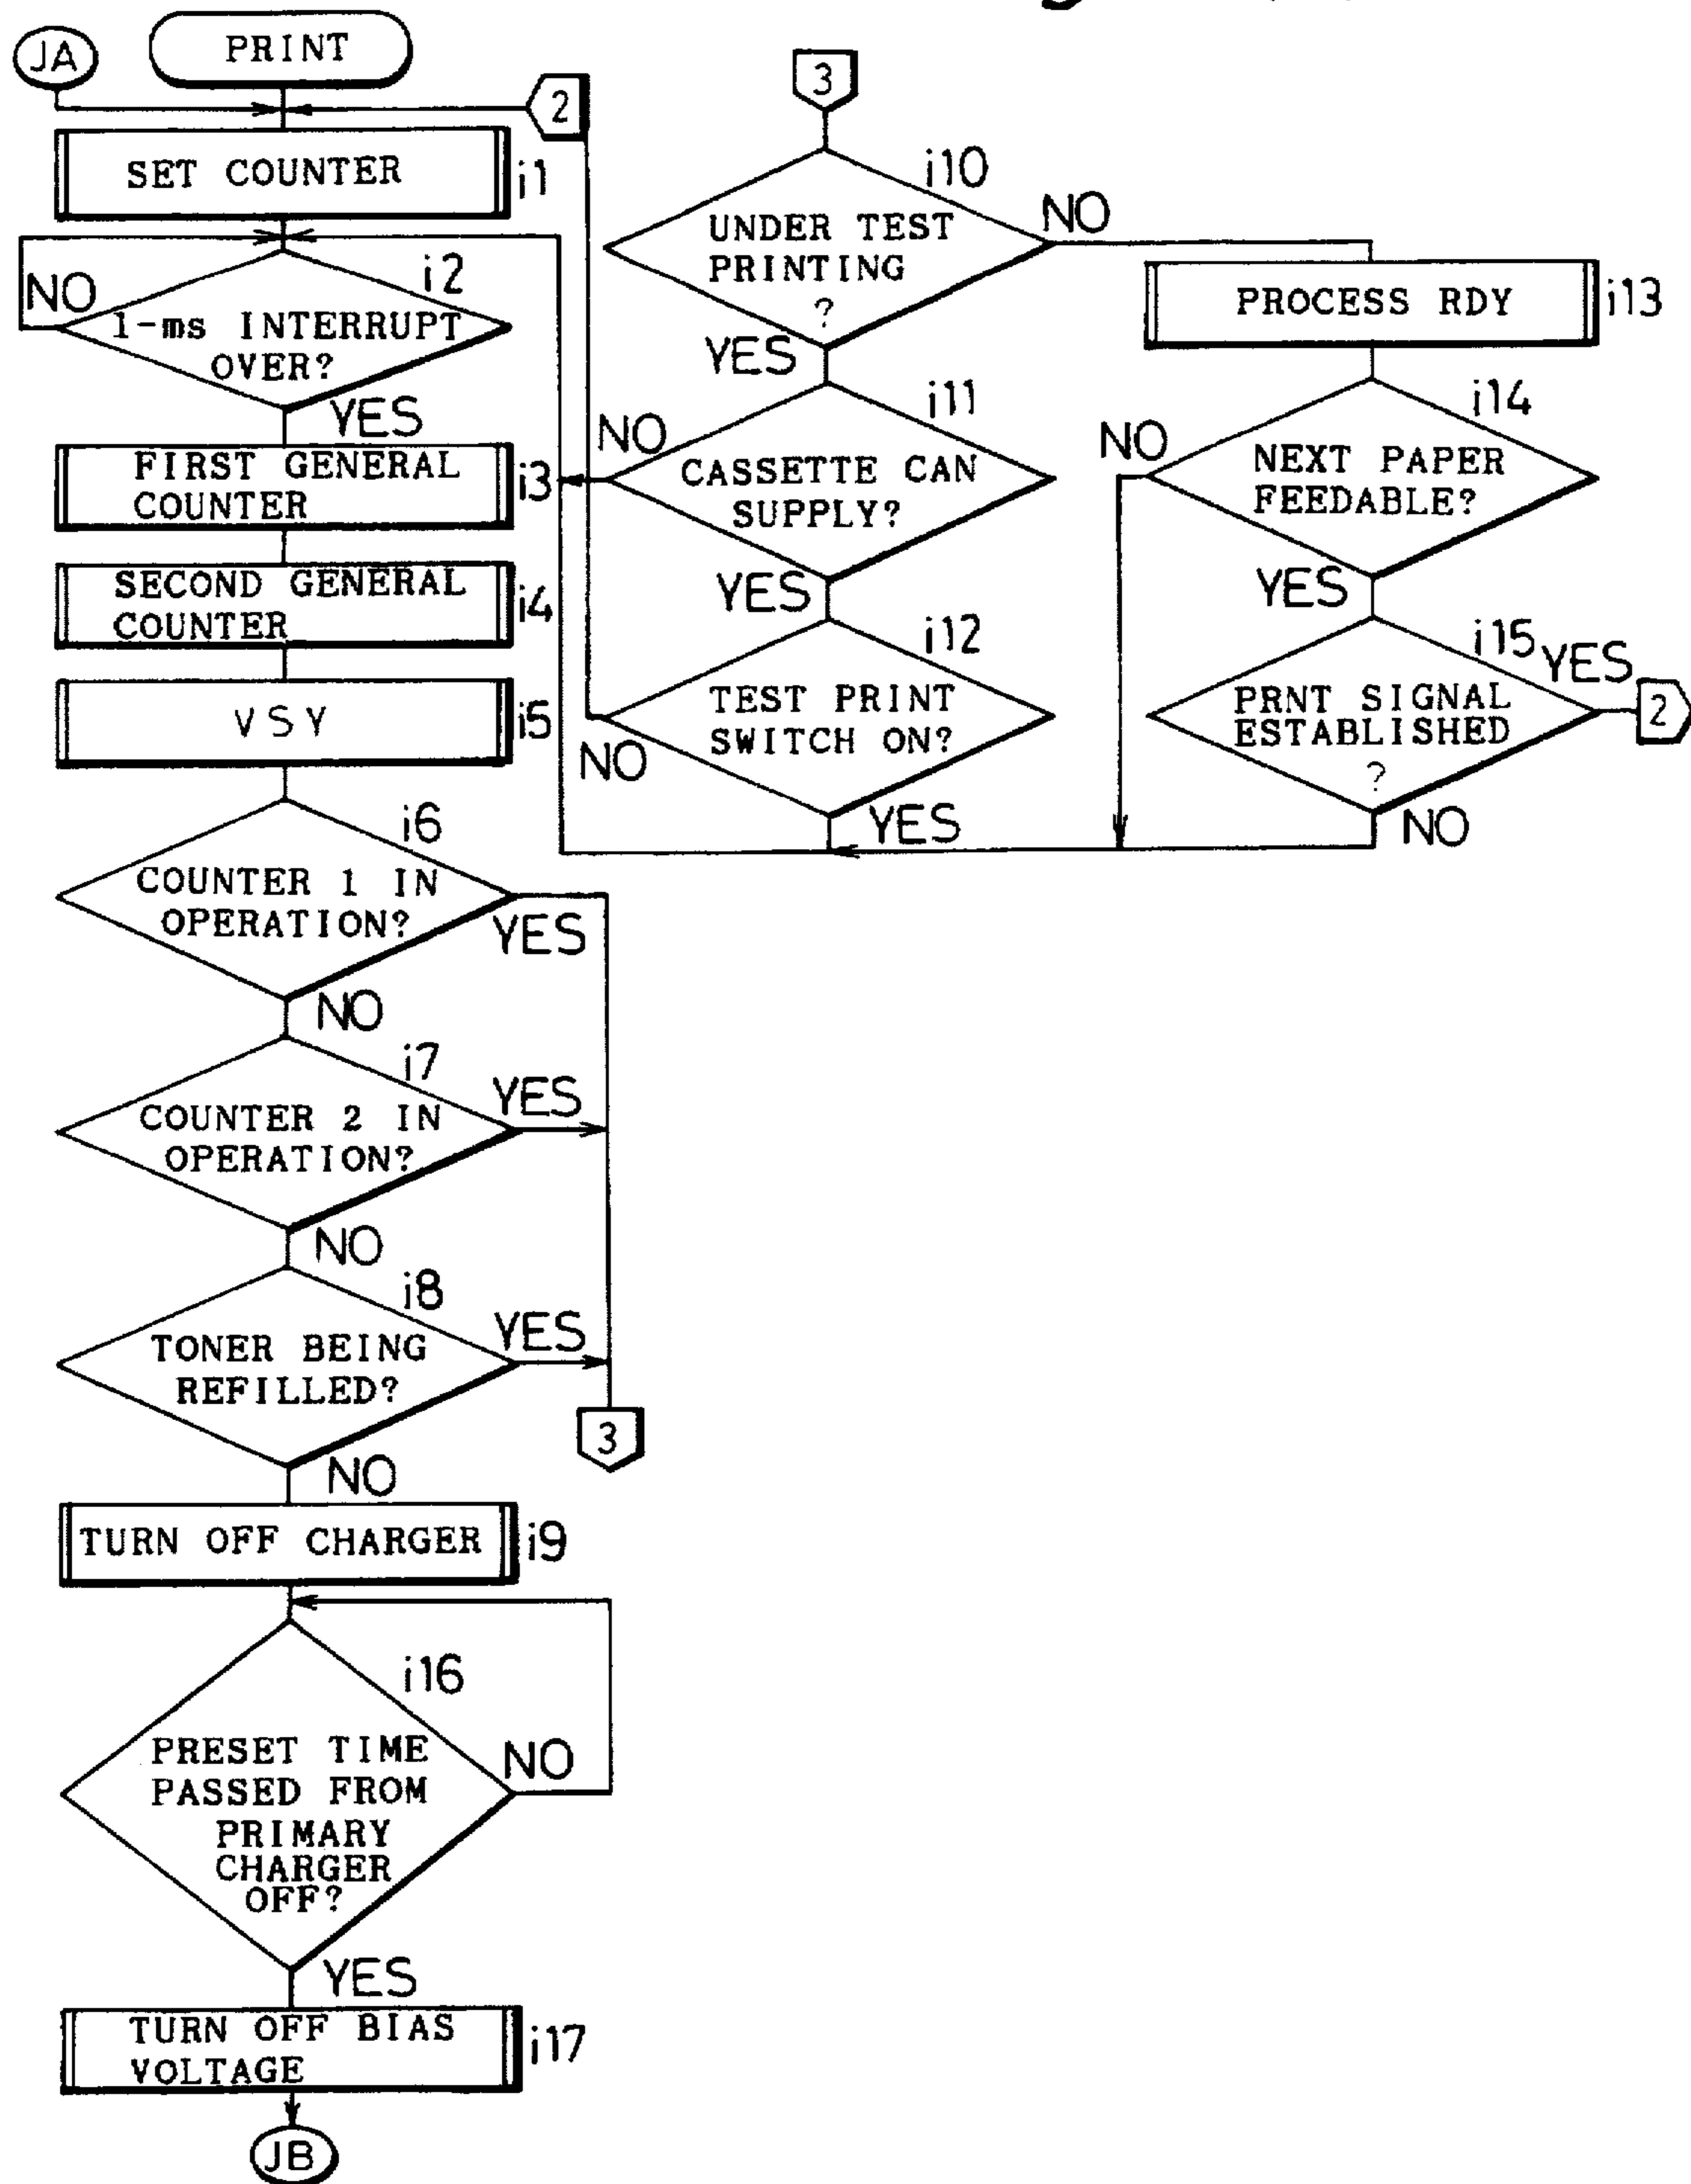 JA
PRINT
2
SET COUNTER
i1
NO
i2
1-ms INTERRUPT
OVER?
YES
FIRST GENERAL
COUNTER
i3
SECOND GENERAL
COUNTER
i4
VSY
i5
i6
COUNTER 1 IN
OPERATION?
YES
NO
i7
COUNTER 2 IN
OPERATION?
YES
NO
i8
TONER BEING
REFILLED?
YES
3
NO
TURN OFF CHARGER
i9
i16
PRESET TIME
PASSED FROM
PRIMARY
CHARGER
OFF?
NO
YES
TURN OFF BIAS
VOLTAGE
i17
JB
3
i10
UNDER TEST
PRINTING
?
NO
YES
i11
NO
CASSETTE CAN
SUPPLY?
YES
i12
TEST PRINT
SWITCH ON?
NO
YES
PROCESS RDY
i13
i14
NO
NEXT PAPER
FEEDABLE?
YES
i15
YES
PRNT SIGNAL
ESTABLISHED
?
2
NO